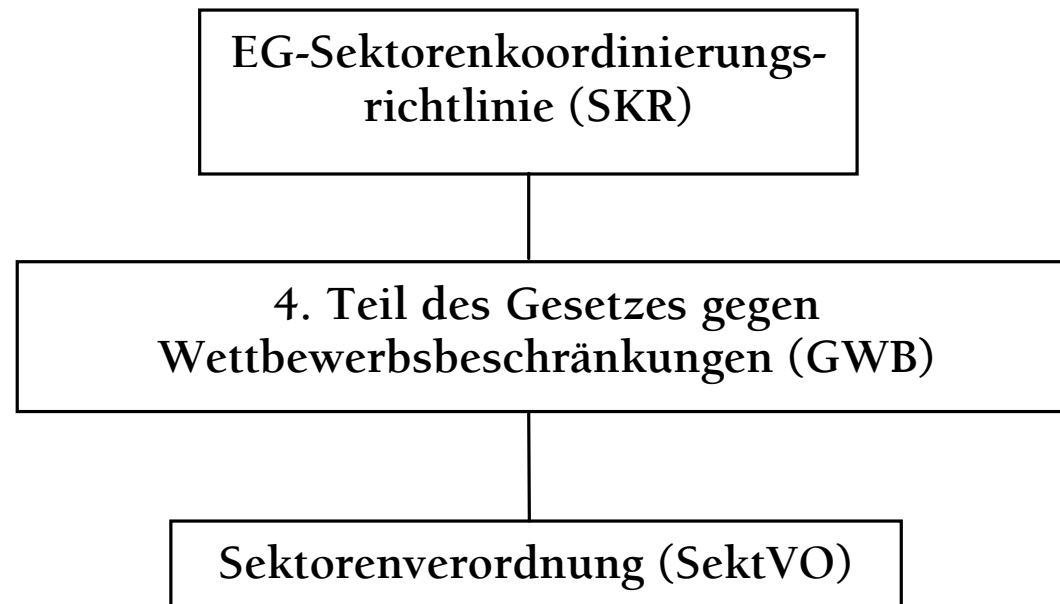 EG-Sektorenkoordinierungs-
richtlinie (SKR)
4. Teil des Gesetzes gegen
Wettbewerbsbeschränkungen (GWB)
Sektorenverordnung (SektVO)